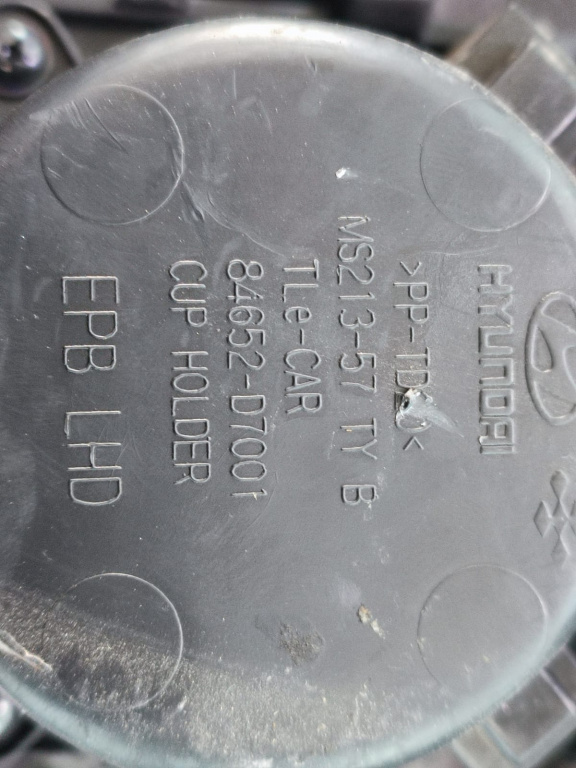 HYUNDAI
MS213-57 TY B
TLe-CAR
84652-D7001
CUP HOLDER
EPB LHD